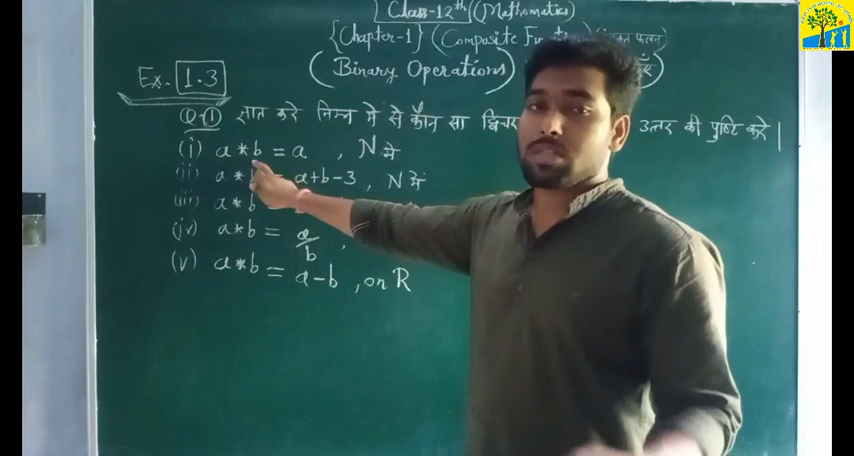 Class-12th (Mathematics)
{Chapter-1} (Composite
(Binary Operations)
Ex. 1.3
Q.1 ज्ञात करे निम्न में से कौन सा द्विचर उत्तर की पुष्टि करे |
(i) a * b = a , N में
(ii) a * b = a+b-3 , N में
(iii) a * b =
(iv) a * b = a/b ,
(v) a * b = a-b , on R